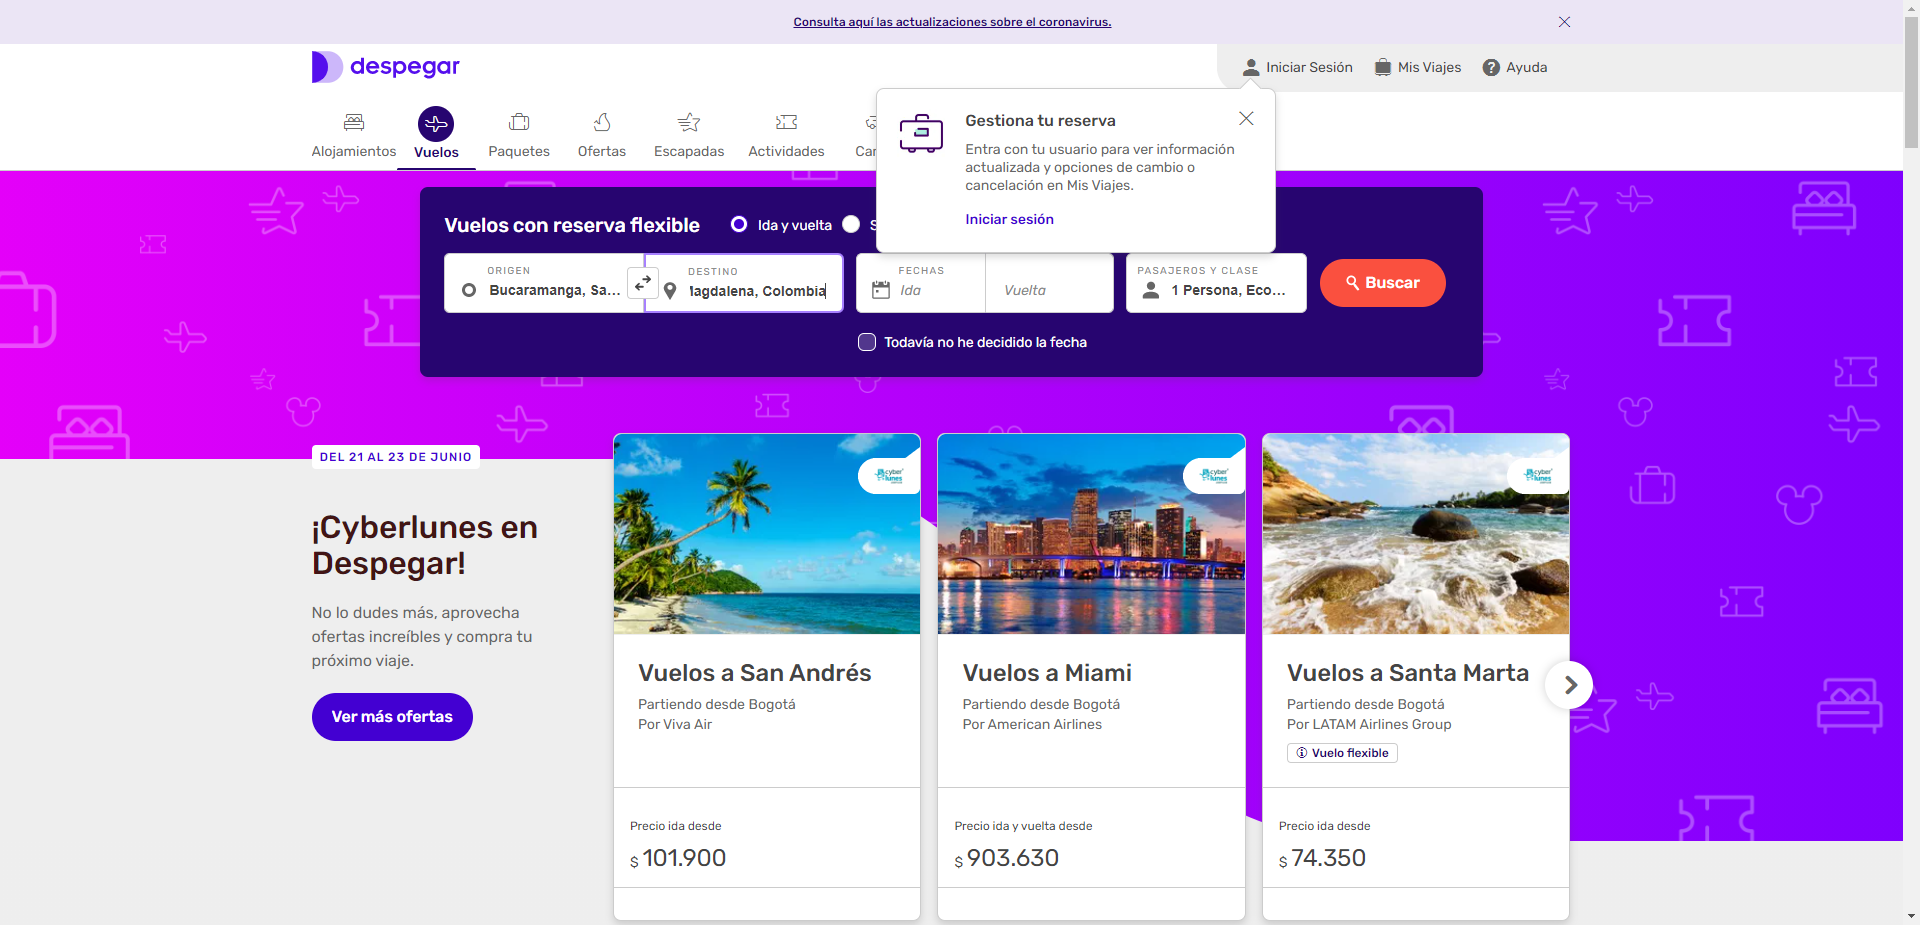 Consulta aquí las actualizaciones sobre el coronavirus.
despegar
Iniciar Sesión
Mis Viajes
Ayuda
Alojamientos
Vuelos
Paquetes
Ofertas
Escapadas
Actividades
Gestiona tu reserva
Entra con tu usuario para ver información
actualizada y opciones de cambio o
cancelación en Mis Viajes.
Iniciar sesión
Vuelos con reserva flexible
Ida y vuelta
ORIGEN
Bucaramanga, Sa...
DESTINO
lagdalena, Colombia
FECHAS
Ida
Vuelta
PASAJEROS Y CLASE
1 Persona, Eco...
Buscar
Todavía no he decidido la fecha
DEL 21 AL 23 DE JUNIO
¡Cyberlunes en
Despegar!
No lo dudes más, aprovecha
ofertas increíbles y compra tu
próximo viaje.
Ver más ofertas
cyber
lunes
Vuelos a San Andrés
Partiendo desde Bogotá
Por Viva Air
Precio ida desde
$ 101.900
cyber
lunes
Vuelos a Miami
Partiendo desde Bogotá
Por American Airlines
Precio ida y vuelta desde
$ 903.630
cyber
lunes
Vuelos a Santa Marta
Partiendo desde Bogotá
Por LATAM Airlines Group
Vuelo flexible
Precio ida desde
$ 74.350